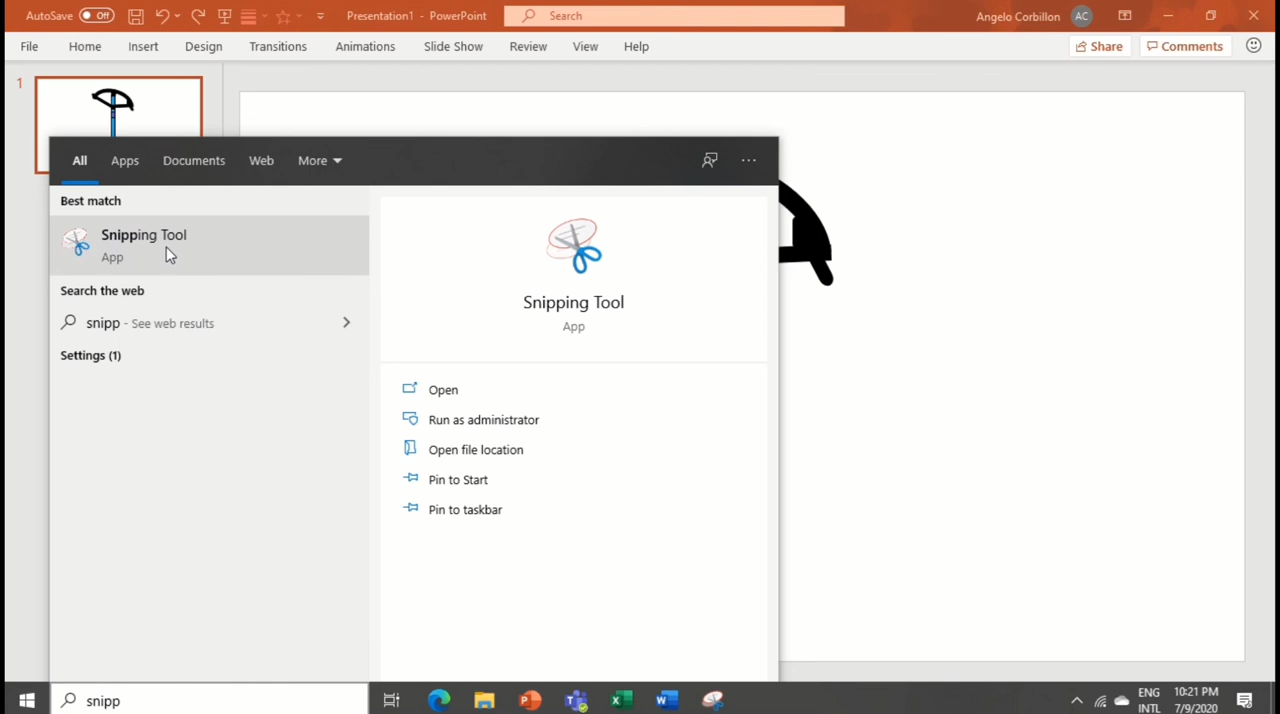 AutoSave Off Presentation1 - PowerPoint Search Angelo Corbillon AC
File Home Insert Design Transitions Animations Slide Show Review View Help Share Comments
1
All Apps Documents Web More
Best match
Snipping Tool
App
Search the web
snipp - See web results
Settings (1)
Snipping Tool
App
Open
Run as administrator
Open file location
Pin to Start
Pin to taskbar
snipp
ENG
INTL
10:21 PM
7/9/2020